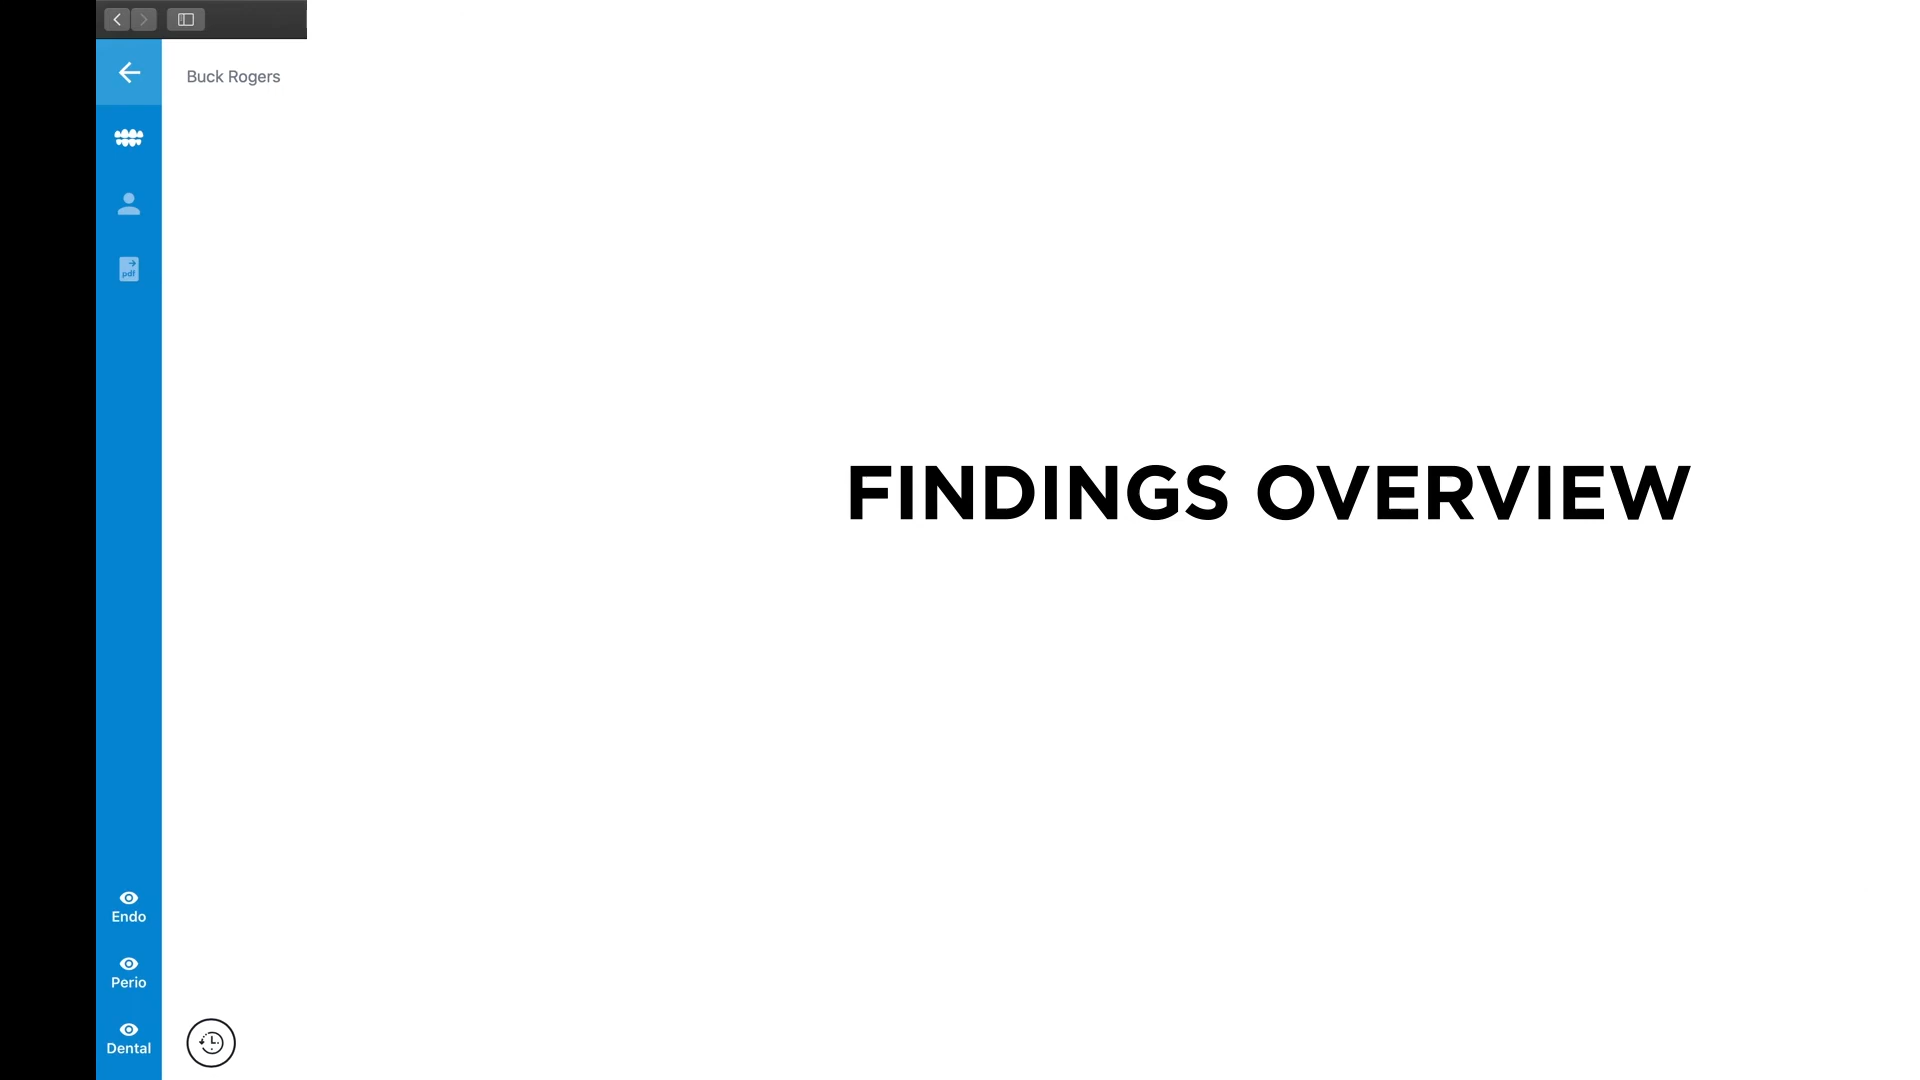 Buck Rogers
pdf
FINDINGS OVERVIEW
Endo
Perio
Dental